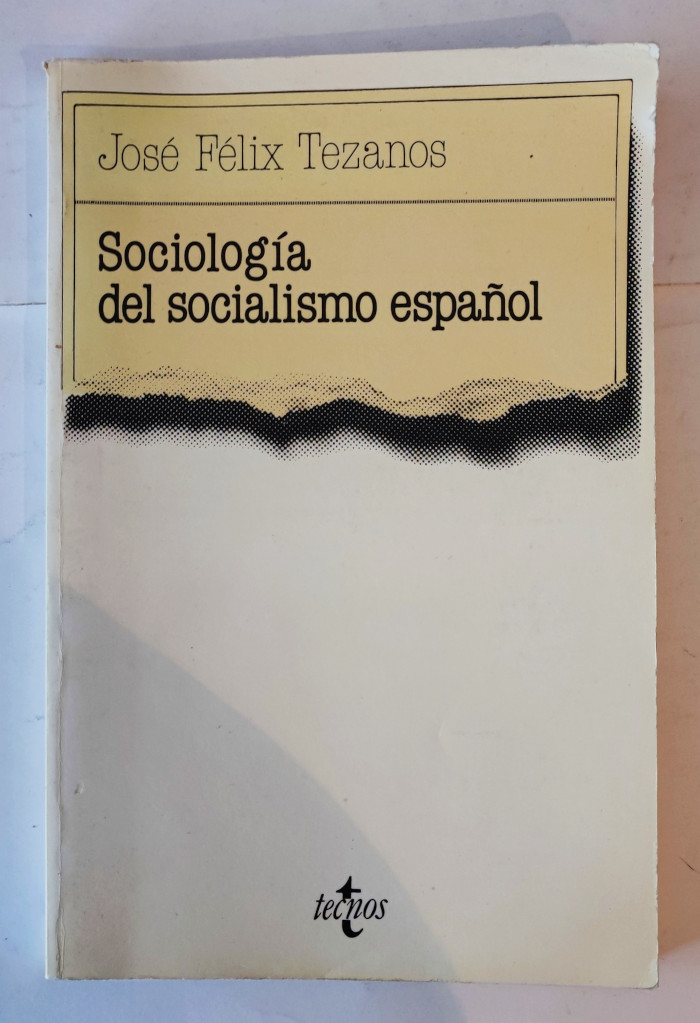 José Félix Tezanos
Sociología
del socialismo español
tecnos